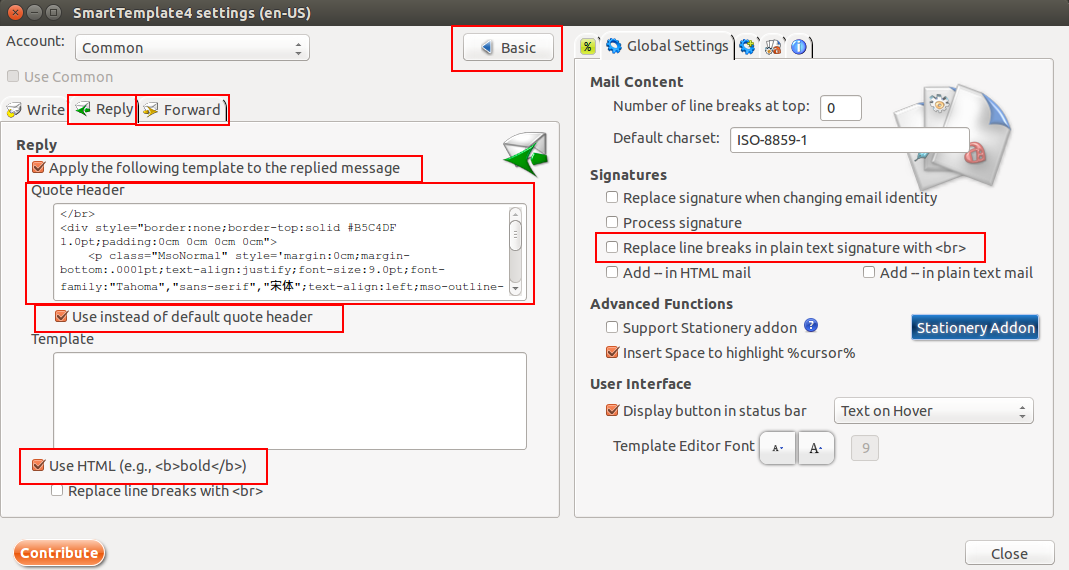 SmartTemplate4 settings (en-US)
Account:
Common
Basic
Use Common
Write
Reply
Forward
Reply
Apply the following template to the replied message
Quote Header
</br>
<div style="border:none;border-top:solid #B5C4DF
1.0pt;padding:0cm 0cm 0cm 0cm">
<p class="MsoNormal" style='margin:0cm;margin-
bottom:.0001pt;text-align:justify;font-size:9.0pt;font-
family:"Tahoma","sans-serif","宋体";text-align:left;mso-outline-
Use instead of default quote header
Template
Use HTML (e.g., <b>bold</b>)
Replace line breaks with <br>
Contribute
%
Global Settings
Mail Content
Number of line breaks at top:
0
Default charset:
ISO-8859-1
Signatures
Replace signature when changing email identity
Process signature
Replace line breaks in plain text signature with <br>
Add -- in HTML mail
Add -- in plain text mail
Advanced Functions
Support Stationery addon
?
Stationery Addon
Insert Space to highlight %cursor%
User Interface
Display button in status bar
Text on Hover
Template Editor Font
A-
A+
9
Close